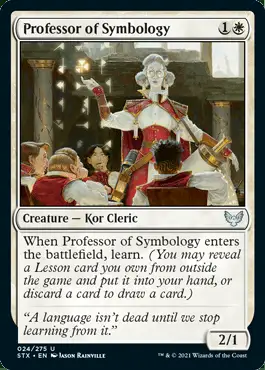 Professor of Symbology 1
Creature — Kor Cleric
When Professor of Symbology enters
the battlefield, learn. (You may reveal
a Lesson card you own from outside
the game and put it into your hand, or
discard a card to draw a card.)
“A language isn’t dead until we stop
learning from it.”
2/1
024/275 U
STX • EN Jason Rainville ™ & © 2021 Wizards of the Coast